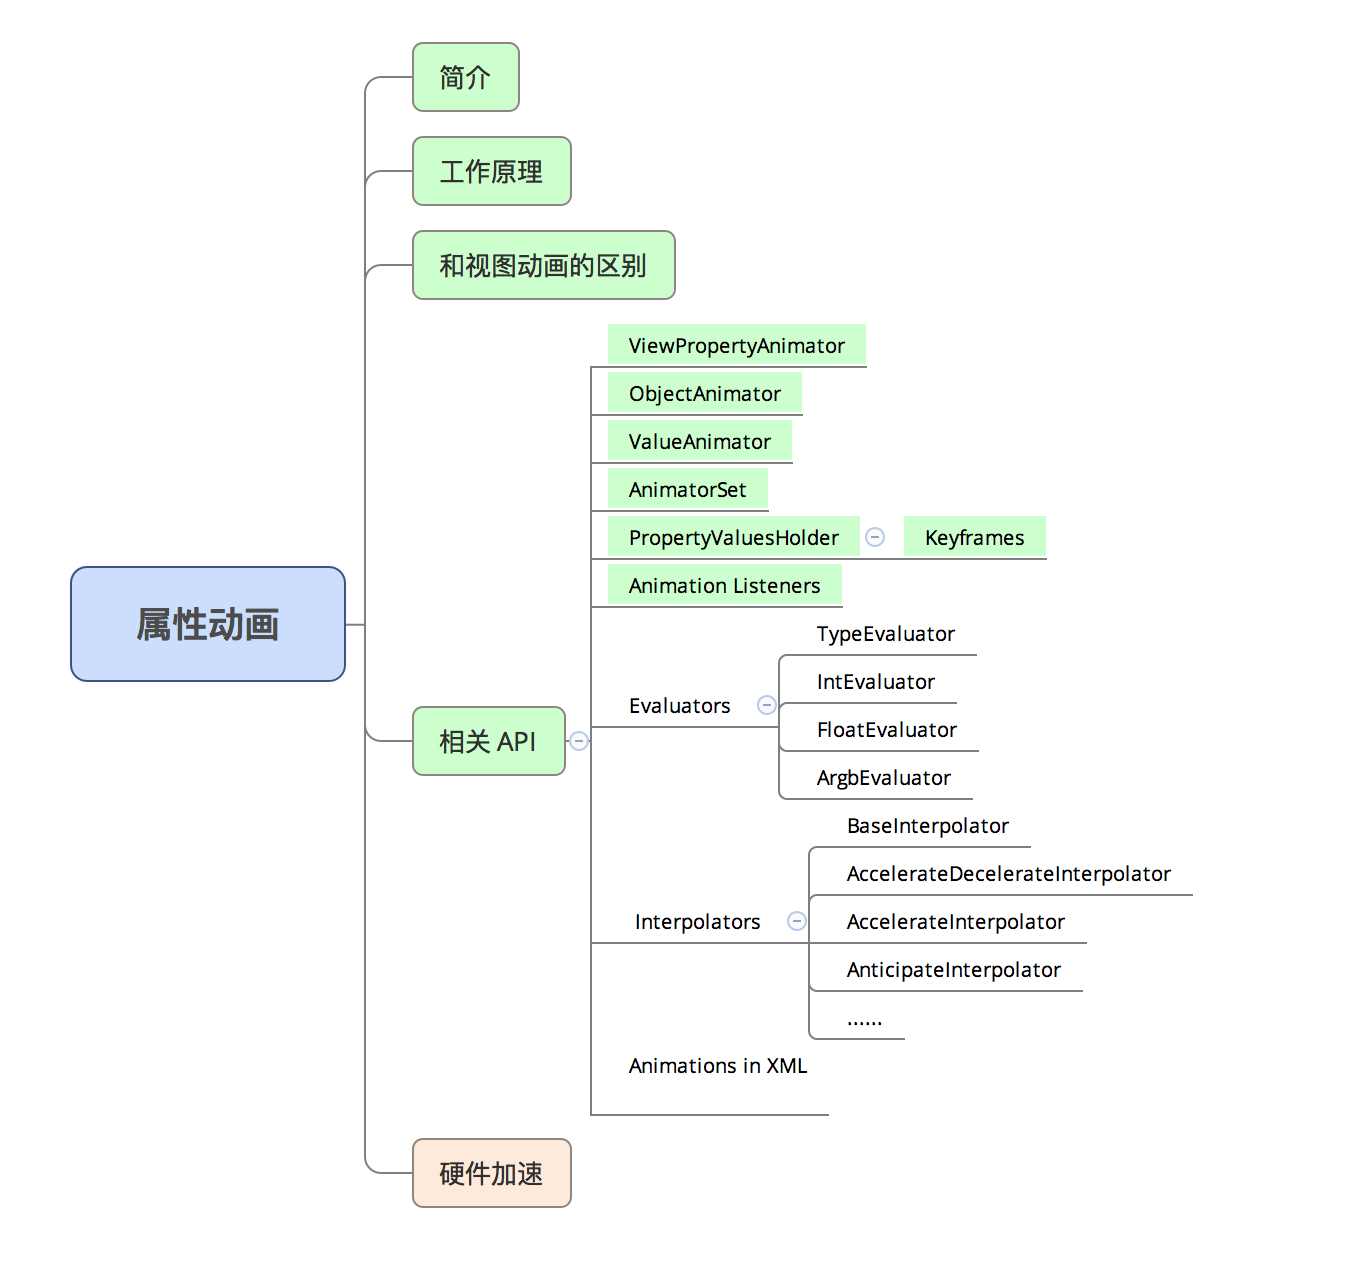 简介
工作原理
和视图动画的区别
ViewPropertyAnimator
ObjectAnimator
ValueAnimator
AnimatorSet
PropertyValuesHolder
Keyframes
Animation Listeners
TypeEvaluator
IntEvaluator
Evaluators
FloatEvaluator
ArgbEvaluator
属性动画
相关 API
BaseInterpolator
AccelerateDecelerateInterpolator
Interpolators
AccelerateInterpolator
AnticipateInterpolator
......
Animations in XML
硬件加速